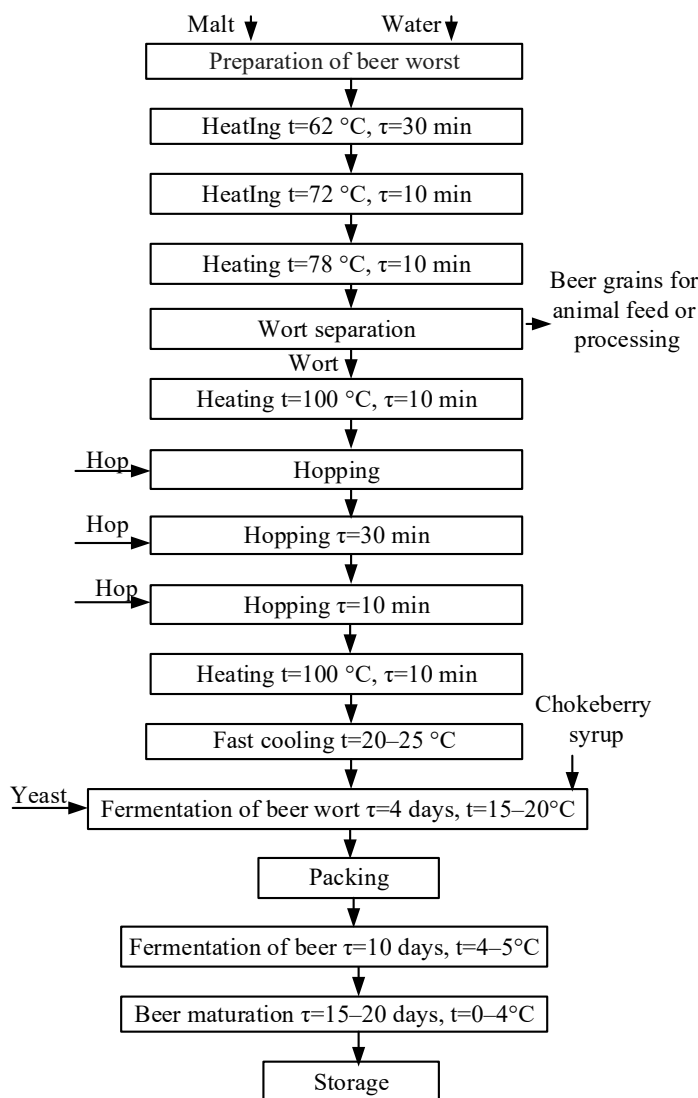 Malt
Water
Preparation of beer worst
HeatIng t=62 °C, τ=30 min
HeatIng t=72 °C, τ=10 min
Heating t=78 °C, τ=10 min
Beer grains for
animal feed or
processing
Wort separation
Wort
Heating t=100 °C, τ=10 min
Hop
Hopping
Hop
Hopping τ=30 min
Hop
Hopping τ=10 min
Heating t=100 °C, τ=10 min
Chokeberry
syrup
Fast cooling t=20–25 °C
Yeast
Fermentation of beer wort τ=4 days, t=15–20°C
Packing
Fermentation of beer τ=10 days, t=4–5°C
Beer maturation τ=15–20 days, t=0–4°C
Storage